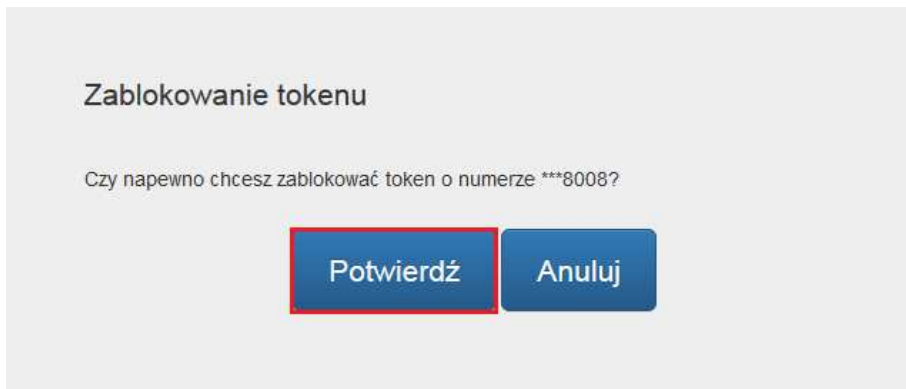 Zablokowanie tokenu
Czy napewno chcesz zablokować token o numerze ***8008?
Potwierdź Anuluj